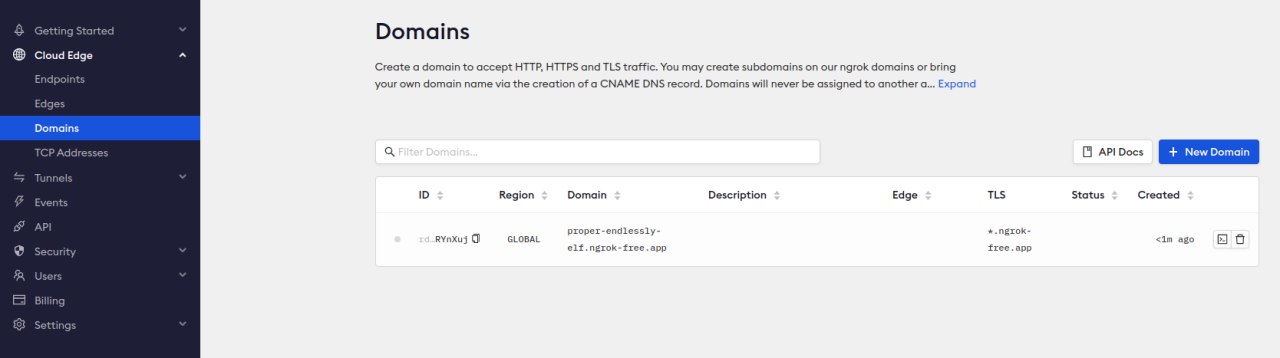 Getting Started
Cloud Edge
Endpoints
Edges
Domains
TCP Addresses
Tunnels
Events
API
Security
Users
Billing
Settings
Domains
Create a domain to accept HTTP, HTTPS and TLS traffic. You may create subdomains on our ngrok domains or bring
your own domain name via the creation of a CNAME DNS record. Domains will never be assigned to another a... Expand
Filter Domains...
API Docs
+ New Domain
ID Region Domain Description Edge TLS Status Created
rd…RYnXuj GLOBAL proper-endlessly- *.ngrok- <1m ago
elf.ngrok-free.app free.app